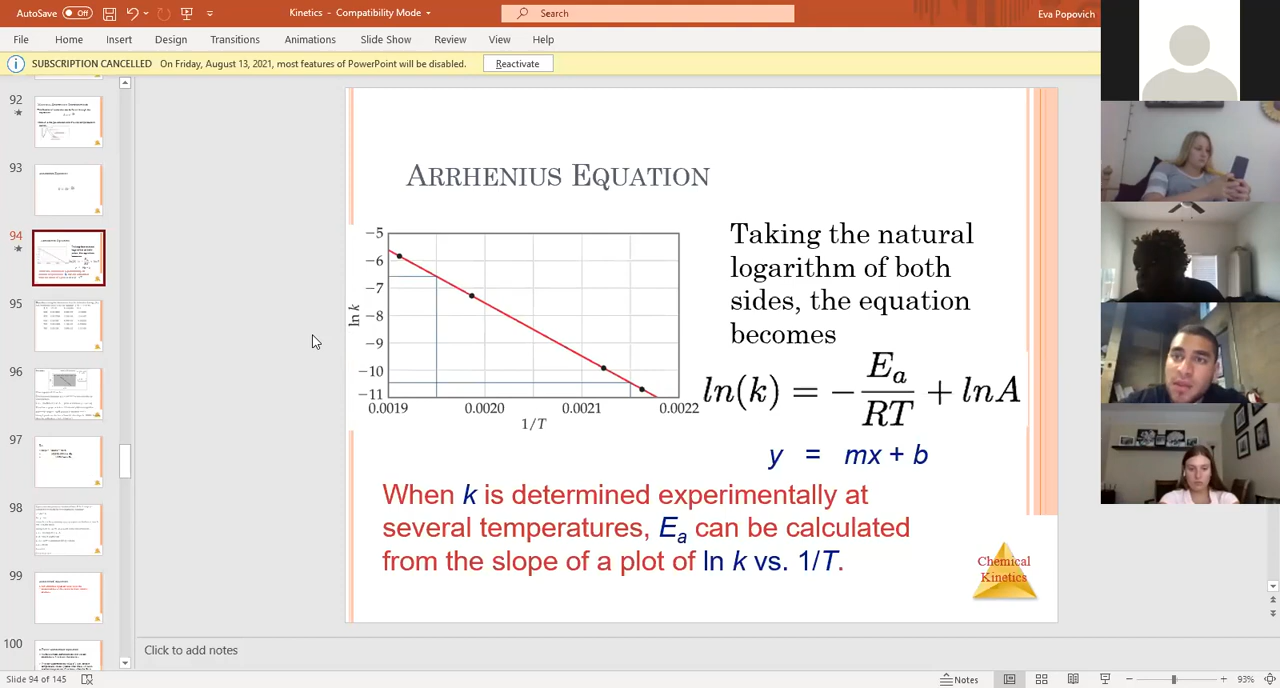 AutoSave Off
Kinetics - Compatibility Mode
Search
Eva Popovich
File Home Insert Design Transitions Animations Slide Show Review View Help
SUBSCRIPTION CANCELLED On Friday, August 13, 2021, most features of PowerPoint will be disabled. Reactivate
92
93
94
95
96
97
98
99
100
ARRHENIUS EQUATION
−5
−6
−7
−8
−9
−10
−11
ln k
0.0019 0.0020 0.0021 0.0022
1/T
Taking the natural
logarithm of both
sides, the equation
becomes
ln(k) = − Ea/RT + lnA
y = mx + b
When k is determined experimentally at
several temperatures, Ea can be calculated
from the slope of a plot of ln k vs. 1/T.
Chemical
Kinetics
Click to add notes
Slide 94 of 145
Notes
93%